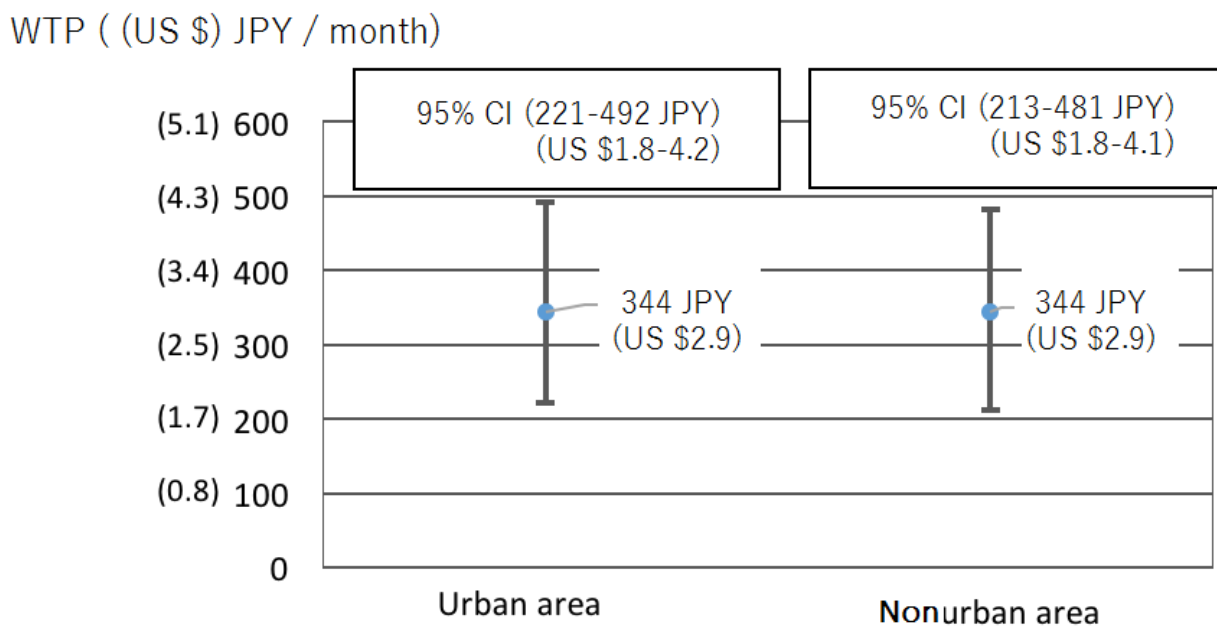 WTP ( (US $) JPY / month)
95% CI (221-492 JPY)
(US $1.8-4.2)
95% CI (213-481 JPY)
(US $1.8-4.1)
(5.1) 600
(4.3) 500
(3.4) 400
(2.5) 300
(1.7) 200
(0.8) 100
0
344 JPY
(US $2.9)
344 JPY
(US $2.9)
Urban area
Nonurban area